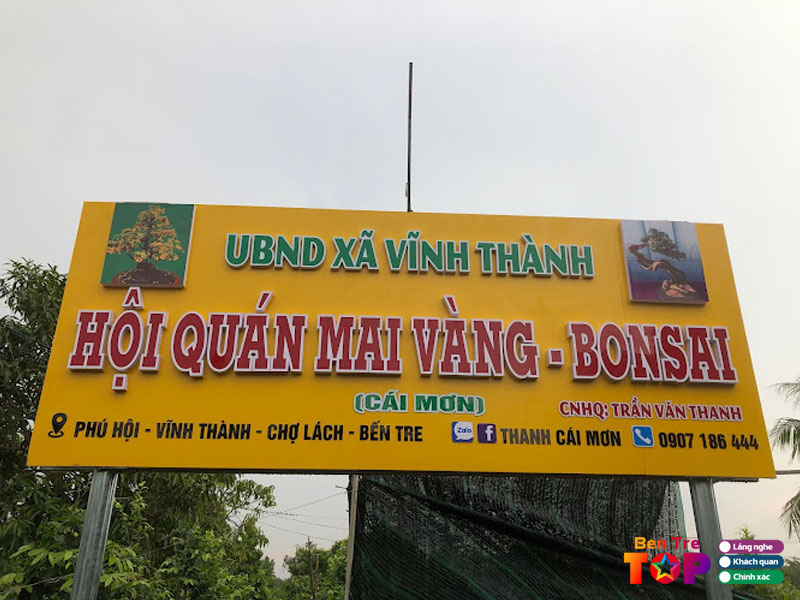 UBND XÃ VĨNH THÀNH
HỘI QUÁN MAI VÀNG - BONSAI
(CÁI MƠN)
CNHQ: TRẦN VĂN THANH
PHÚ HỘI - VĨNH THÀNH - CHỢ LÁCH - BẾN TRE Zalo f THANH CÁI MƠN 0907 186 444
Ben Tre
TOP
Lắng nghe
Khách quan
Chính xác